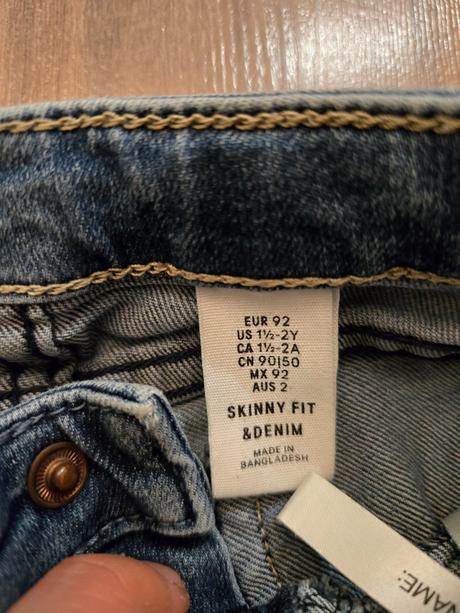 EUR 92
US 1½-2Y
CA 1½-2A
CN 90|50
MX 92
AUS 2
SKINNY FIT
&DENIM
MADE IN
BANGLADESH
NAME: